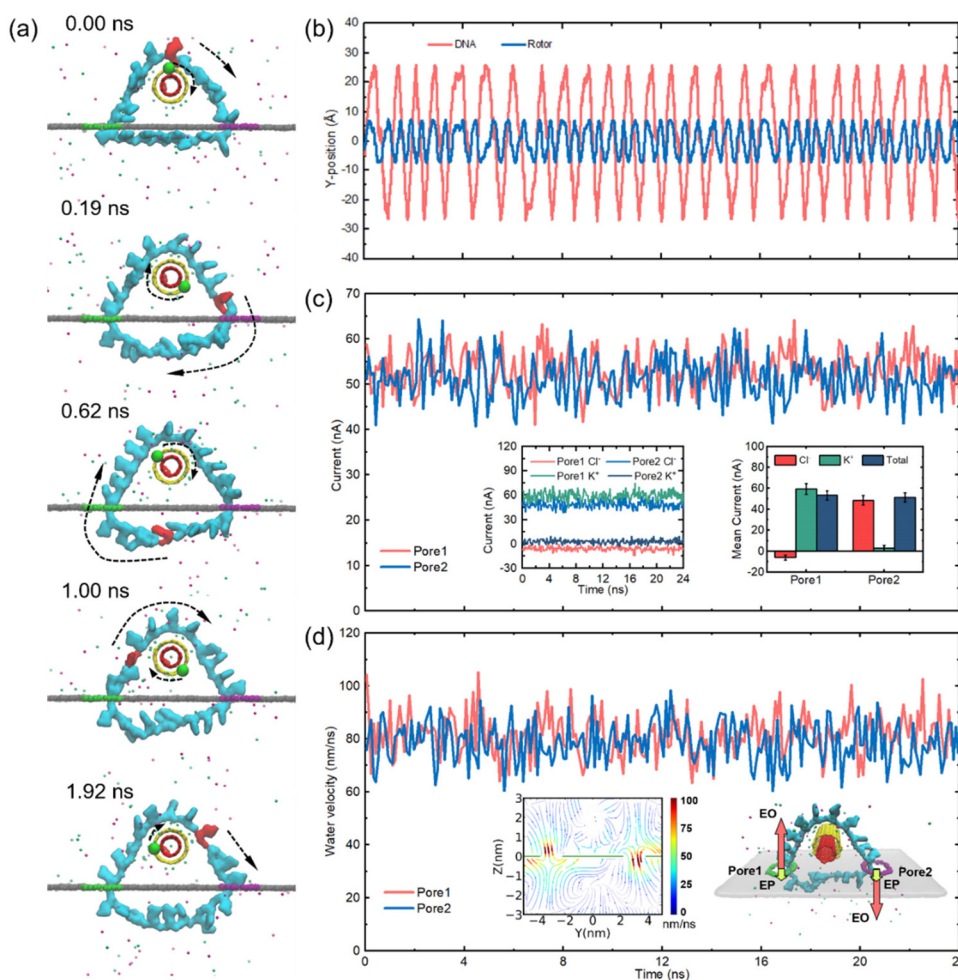 (a)
0.00 ns
0.19 ns
0.62 ns
1.00 ns
1.92 ns
(b)
DNA Rotor
40
30
20
10
0
-10
-20
-30
-40
Y-position (Å)
(c)
70
60
50
40
30
20
10
0
Current (nA)
Pore1
Pore2
120
90
60
30
0
-30
Current (nA)
Pore1 Cl⁻ Pore2 Cl⁻
Pore1 K⁺ Pore2 K⁺
0 4 8 12 16 20 24
Time (ns)
100
80
60
40
20
0
-20
Mean Current (nA)
Cl⁻ K⁺ Total
Pore1 Pore2
(d)
120
100
80
60
40
20
0
Water velocity (nm/ns)
Pore1
Pore2
3
2
1
0
-1
-2
-3
Z(nm)
-4 -2 0 2 4
Y(nm)
100
75
50
25
0
nm/ns
EO
Pore1
EP
Pore2
EP
EO
0 4 8 12 16 20 24
Time (ns)